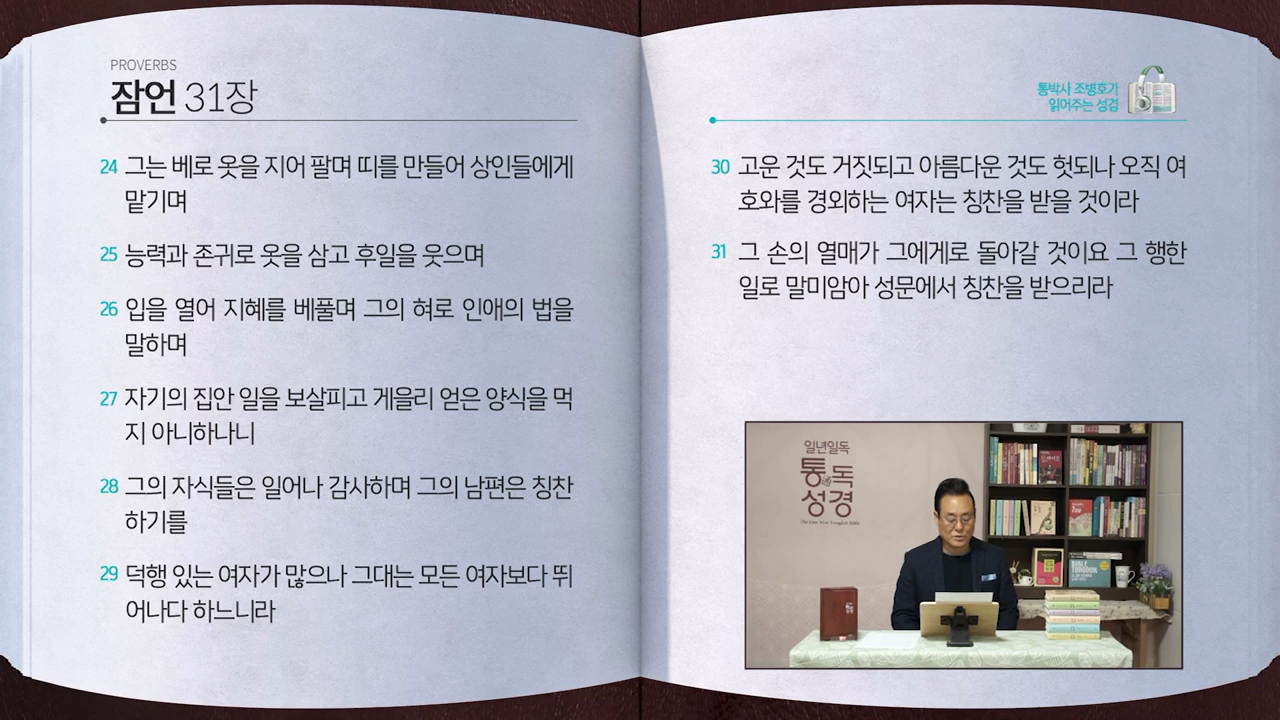 PROVERBS
잠언 31장
24 그는 베로 옷을 지어 팔며 띠를 만들어 상인들에게
맡기며
25 능력과 존귀로 옷을 삼고 후일을 웃으며
26 입을 열어 지혜를 베풀며 그의 혀로 인애의 법을
말하며
27 자기의 집안 일을 보살피고 게을리 얻은 양식을 먹
지 아니하나니
28 그의 자식들은 일어나 감사하며 그의 남편은 칭찬
하기를
29 덕행 있는 여자가 많으나 그대는 모든 여자보다 뛰
어나다 하느니라
통박사 조병호가
읽어주는 성경
30 고운 것도 거짓되고 아름다운 것도 헛되나 오직 여
호와를 경외하는 여자는 칭찬을 받을 것이라
31 그 손의 열매가 그에게로 돌아갈 것이요 그 행한
일로 말미암아 성문에서 칭찬을 받으리라
일년일독
통독
성경
The One Year Tongdok Bible